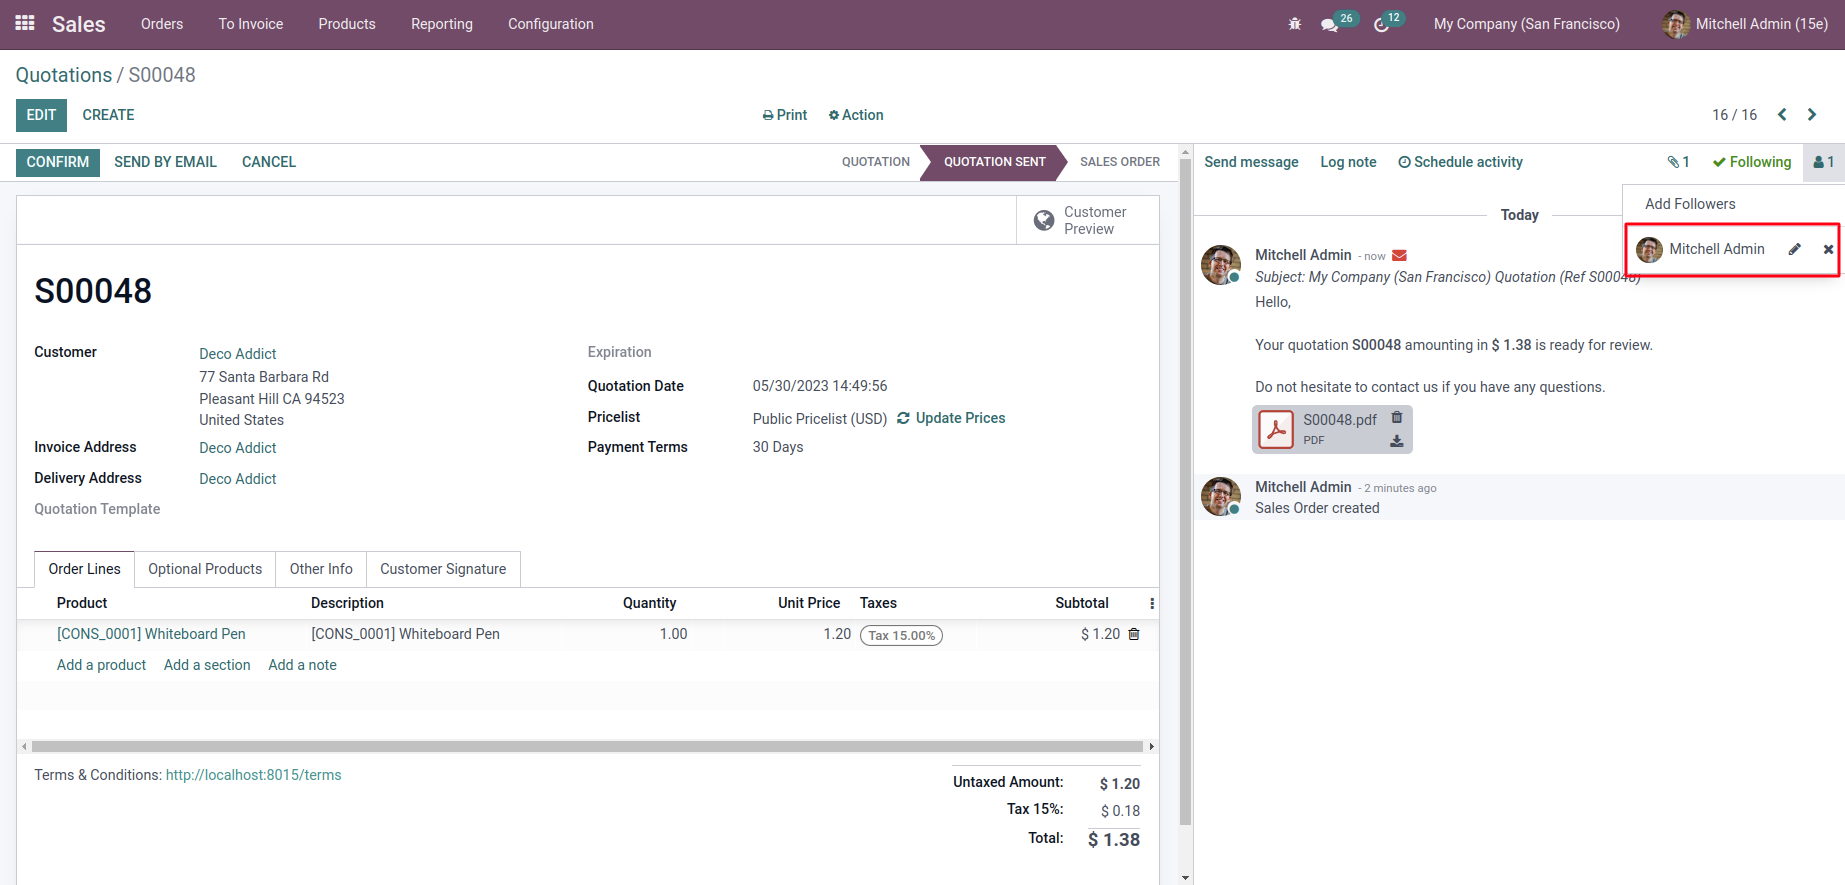 Sales Orders To Invoice Products Reporting Configuration 26 12 My Company (San Francisco) Mitchell Admin (15e)
Quotations / S00048
EDIT CREATE Print Action 16 / 16
CONFIRM SEND BY EMAIL CANCEL QUOTATION QUOTATION SENT SALES ORDER
Customer
Preview
S00048
Customer Deco Addict
77 Santa Barbara Rd
Pleasant Hill CA 94523
United States
Invoice Address Deco Addict
Delivery Address Deco Addict
Quotation Template
Expiration
Quotation Date 05/30/2023 14:49:56
Pricelist Public Pricelist (USD) Update Prices
Payment Terms 30 Days
Order Lines Optional Products Other Info Customer Signature
Product Description Quantity Unit Price Taxes Subtotal
[CONS_0001] Whiteboard Pen [CONS_0001] Whiteboard Pen 1.00 1.20 Tax 15.00% $ 1.20
Add a product Add a section Add a note
Terms & Conditions: http://localhost:8015/terms
Untaxed Amount: $ 1.20
Tax 15%: $ 0.18
Total: $ 1.38
Send message Log note Schedule activity 1 Following 1
Add Followers
Mitchell Admin
Today
Mitchell Admin - now
Subject: My Company (San Francisco) Quotation (Ref S00048)
Hello,
Your quotation S00048 amounting in $ 1.38 is ready for review.
Do not hesitate to contact us if you have any questions.
S00048.pdf
PDF
Mitchell Admin - 2 minutes ago
Sales Order created